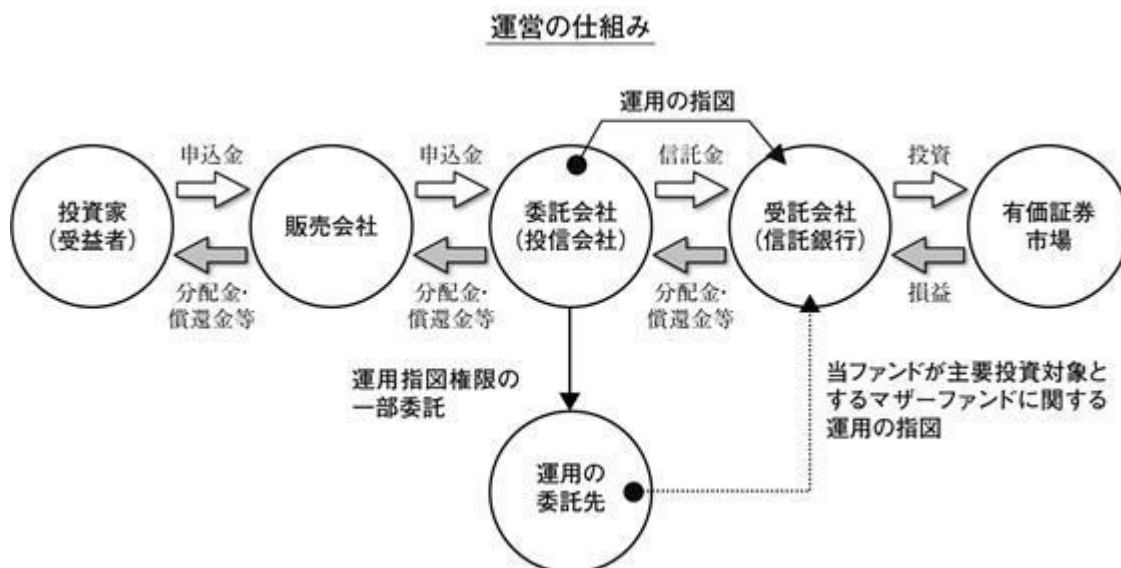 運営の仕組み
運用の指図
申込金
申込金
信託金
投資
投資家
(受益者)
販売会社
委託会社
(投信会社)
受託会社
(信託銀行)
有価証券
市場
分配金・
償還金等
分配金・
償還金等
分配金・
償還金等
損益
運用指図権限の
一部委託
当ファンドが主要投資対象と
するマザーファンドに関する
運用の指図
運用の
委託先